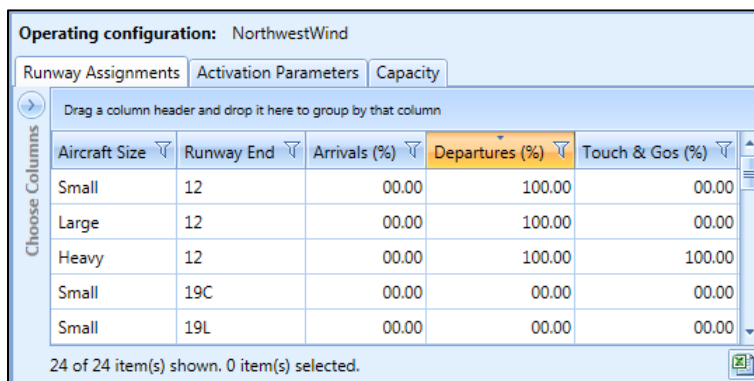 Operating configuration: NorthwestWind
Runway Assignments Activation Parameters Capacity
Drag a column header and drop it here to group by that column
Choose Columns
Aircraft Size Runway End Arrivals (%) Departures (%) Touch & Gos (%)
Small 12 00.00 100.00 00.00
Large 12 00.00 100.00 00.00
Heavy 12 00.00 100.00 100.00
Small 19C 00.00 00.00 00.00
Small 19L 00.00 00.00 00.00
24 of 24 item(s) shown. 0 item(s) selected.